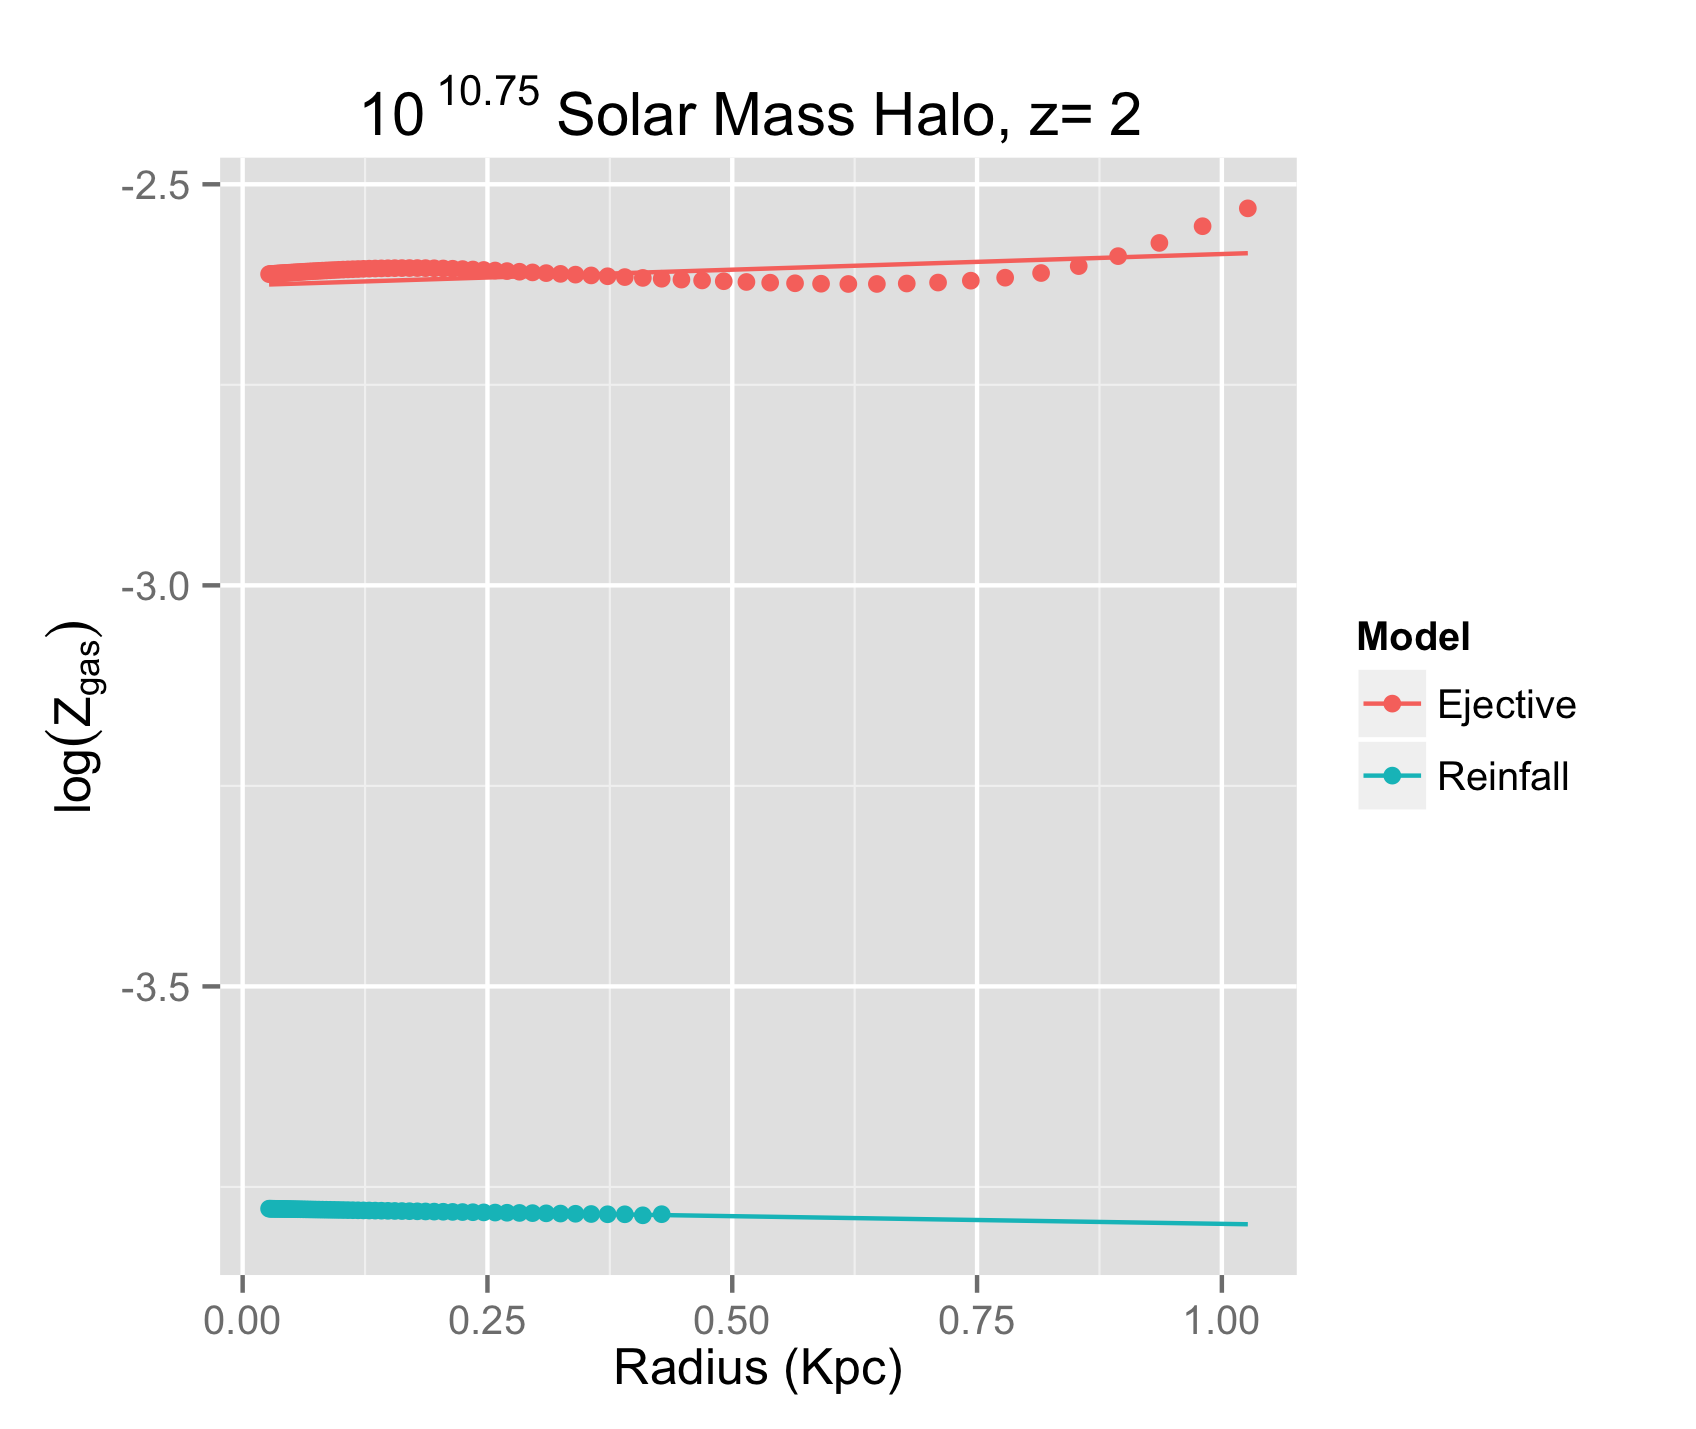 10 10.75 Solar Mass Halo, z= 2
-2.5
-3.0
-3.5
log(Zgas)
0.00 0.25 0.50 0.75 1.00
Radius (Kpc)
Model
Ejective
Reinfall